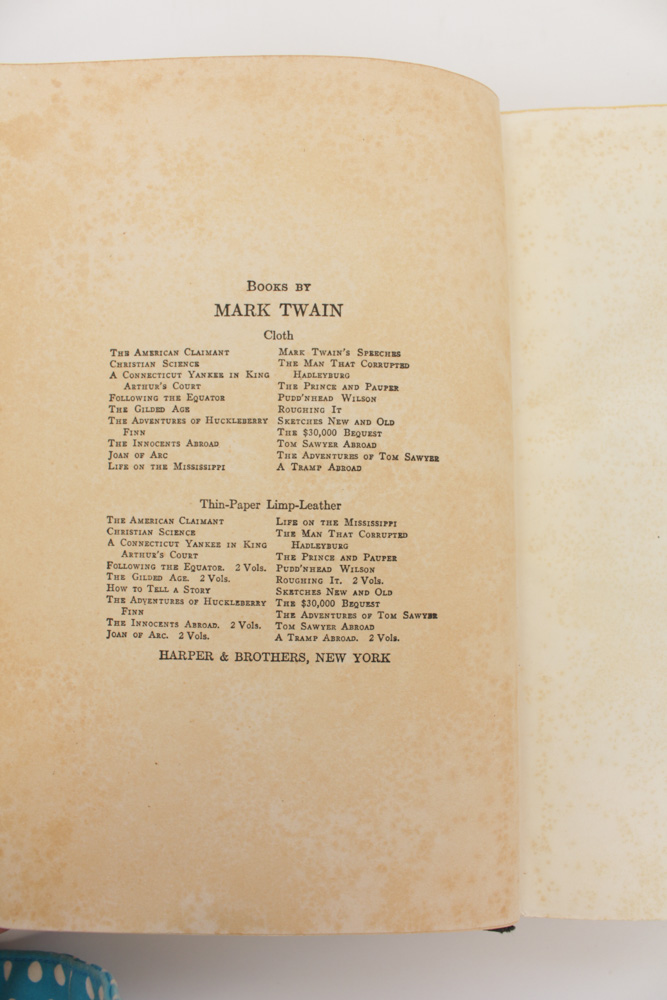 Books by
MARK TWAIN
Cloth
The American Claimant
Christian Science
A Connecticut Yankee in King
Arthur's Court
Following the Equator
The Gilded Age
The Adventures of Huckleberry
Finn
The Innocents Abroad
Joan of Arc
Life on the Mississippi
Mark Twain's Speeches
The Man That Corrupted
Hadleyburg
The Prince and Pauper
Pudd'nhead Wilson
Roughing It
Sketches New and Old
The $30,000 Bequest
Tom Sawyer Abroad
The Adventures of Tom Sawyer
A Tramp Abroad
Thin-Paper Limp-Leather
The American Claimant
Christian Science
A Connecticut Yankee in King
Arthur's Court
Following the Equator. 2 Vols.
The Gilded Age. 2 Vols.
How to Tell a Story
The Adventures of Huckleberry
Finn
The Innocents Abroad. 2 Vols.
Joan of Arc. 2 Vols.
Life on the Mississippi
The Man That Corrupted
Hadleyburg
The Prince and Pauper
Pudd'nhead Wilson
Roughing It. 2 Vols.
Sketches New and Old
The $30,000 Bequest
The Adventures of Tom Sawyer
Tom Sawyer Abroad
A Tramp Abroad. 2 Vols.
HARPER & BROTHERS, NEW YORK